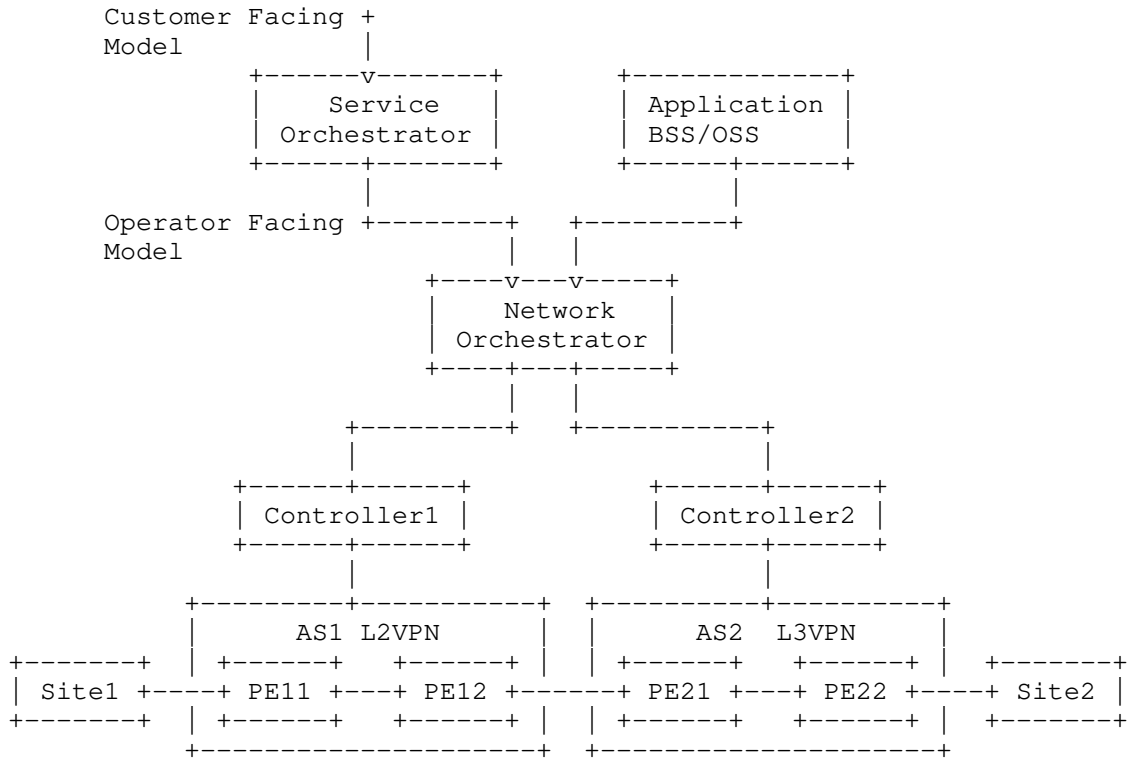 Customer Facing
Model
Service
Orchestrator
Application
BSS/OSS
Operator Facing
Model
Network
Orchestrator
Controller1
Controller2
AS1 L2VPN
AS2 L3VPN
Site1
PE11
PE12
PE21
PE22
Site2